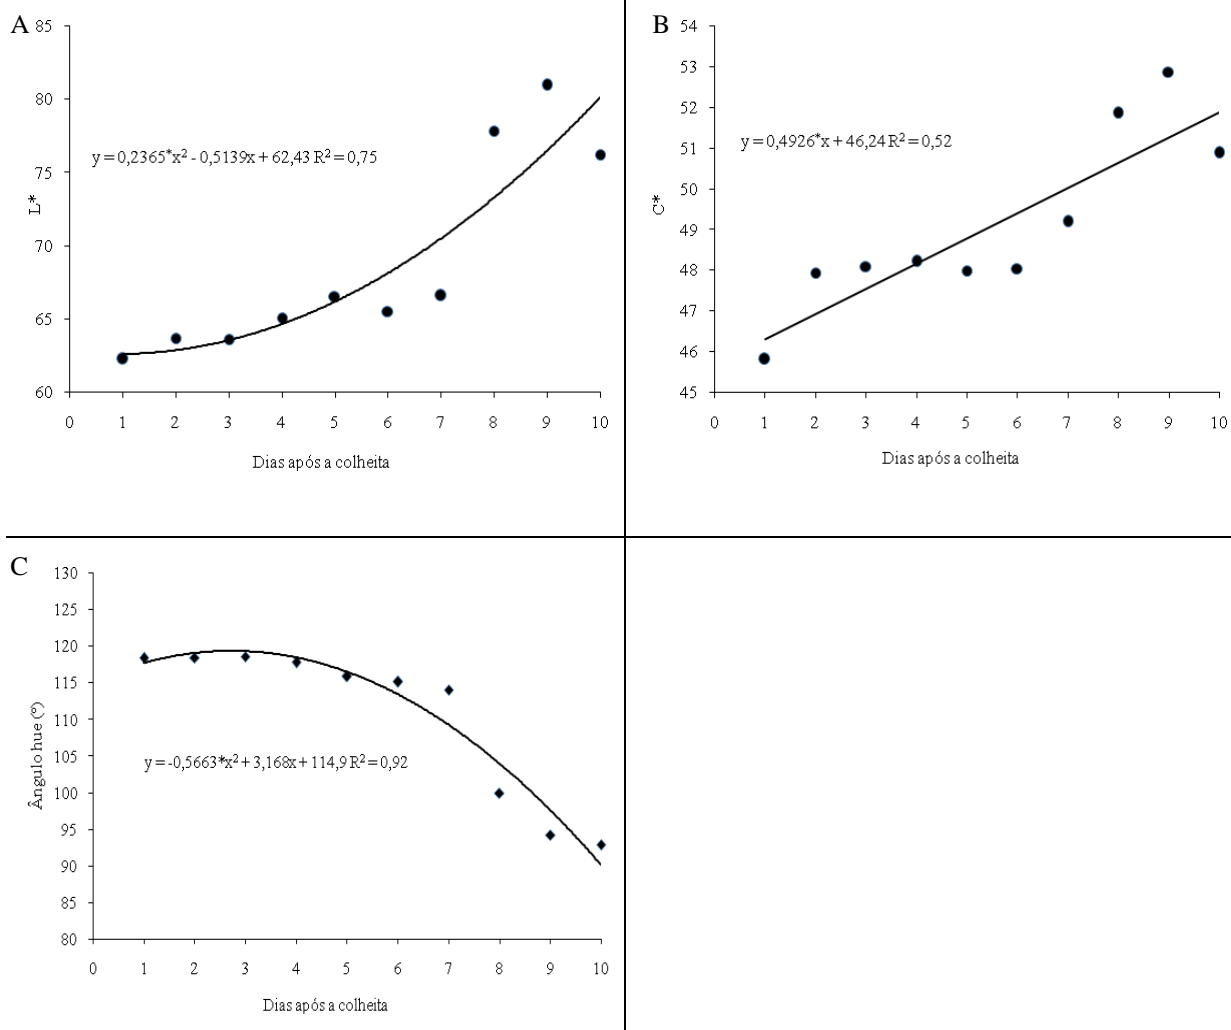 A
85
80
75
70
65
60
L*
y = 0,2365*x² - 0,5139x + 62,43 R² = 0,75
0 1 2 3 4 5 6 7 8 9 10
Dias após a colheita
B
54
53
52
51
50
49
48
47
46
45
C*
y = 0,4926*x + 46,24 R² = 0,52
0 1 2 3 4 5 6 7 8 9 10
Dias após a colheita
C
130
125
120
115
110
105
100
95
90
85
80
Ângulo hue (º)
y = -0,5663*x² + 3,168x + 114,9 R² = 0,92
0 1 2 3 4 5 6 7 8 9 10
Dias após a colheita